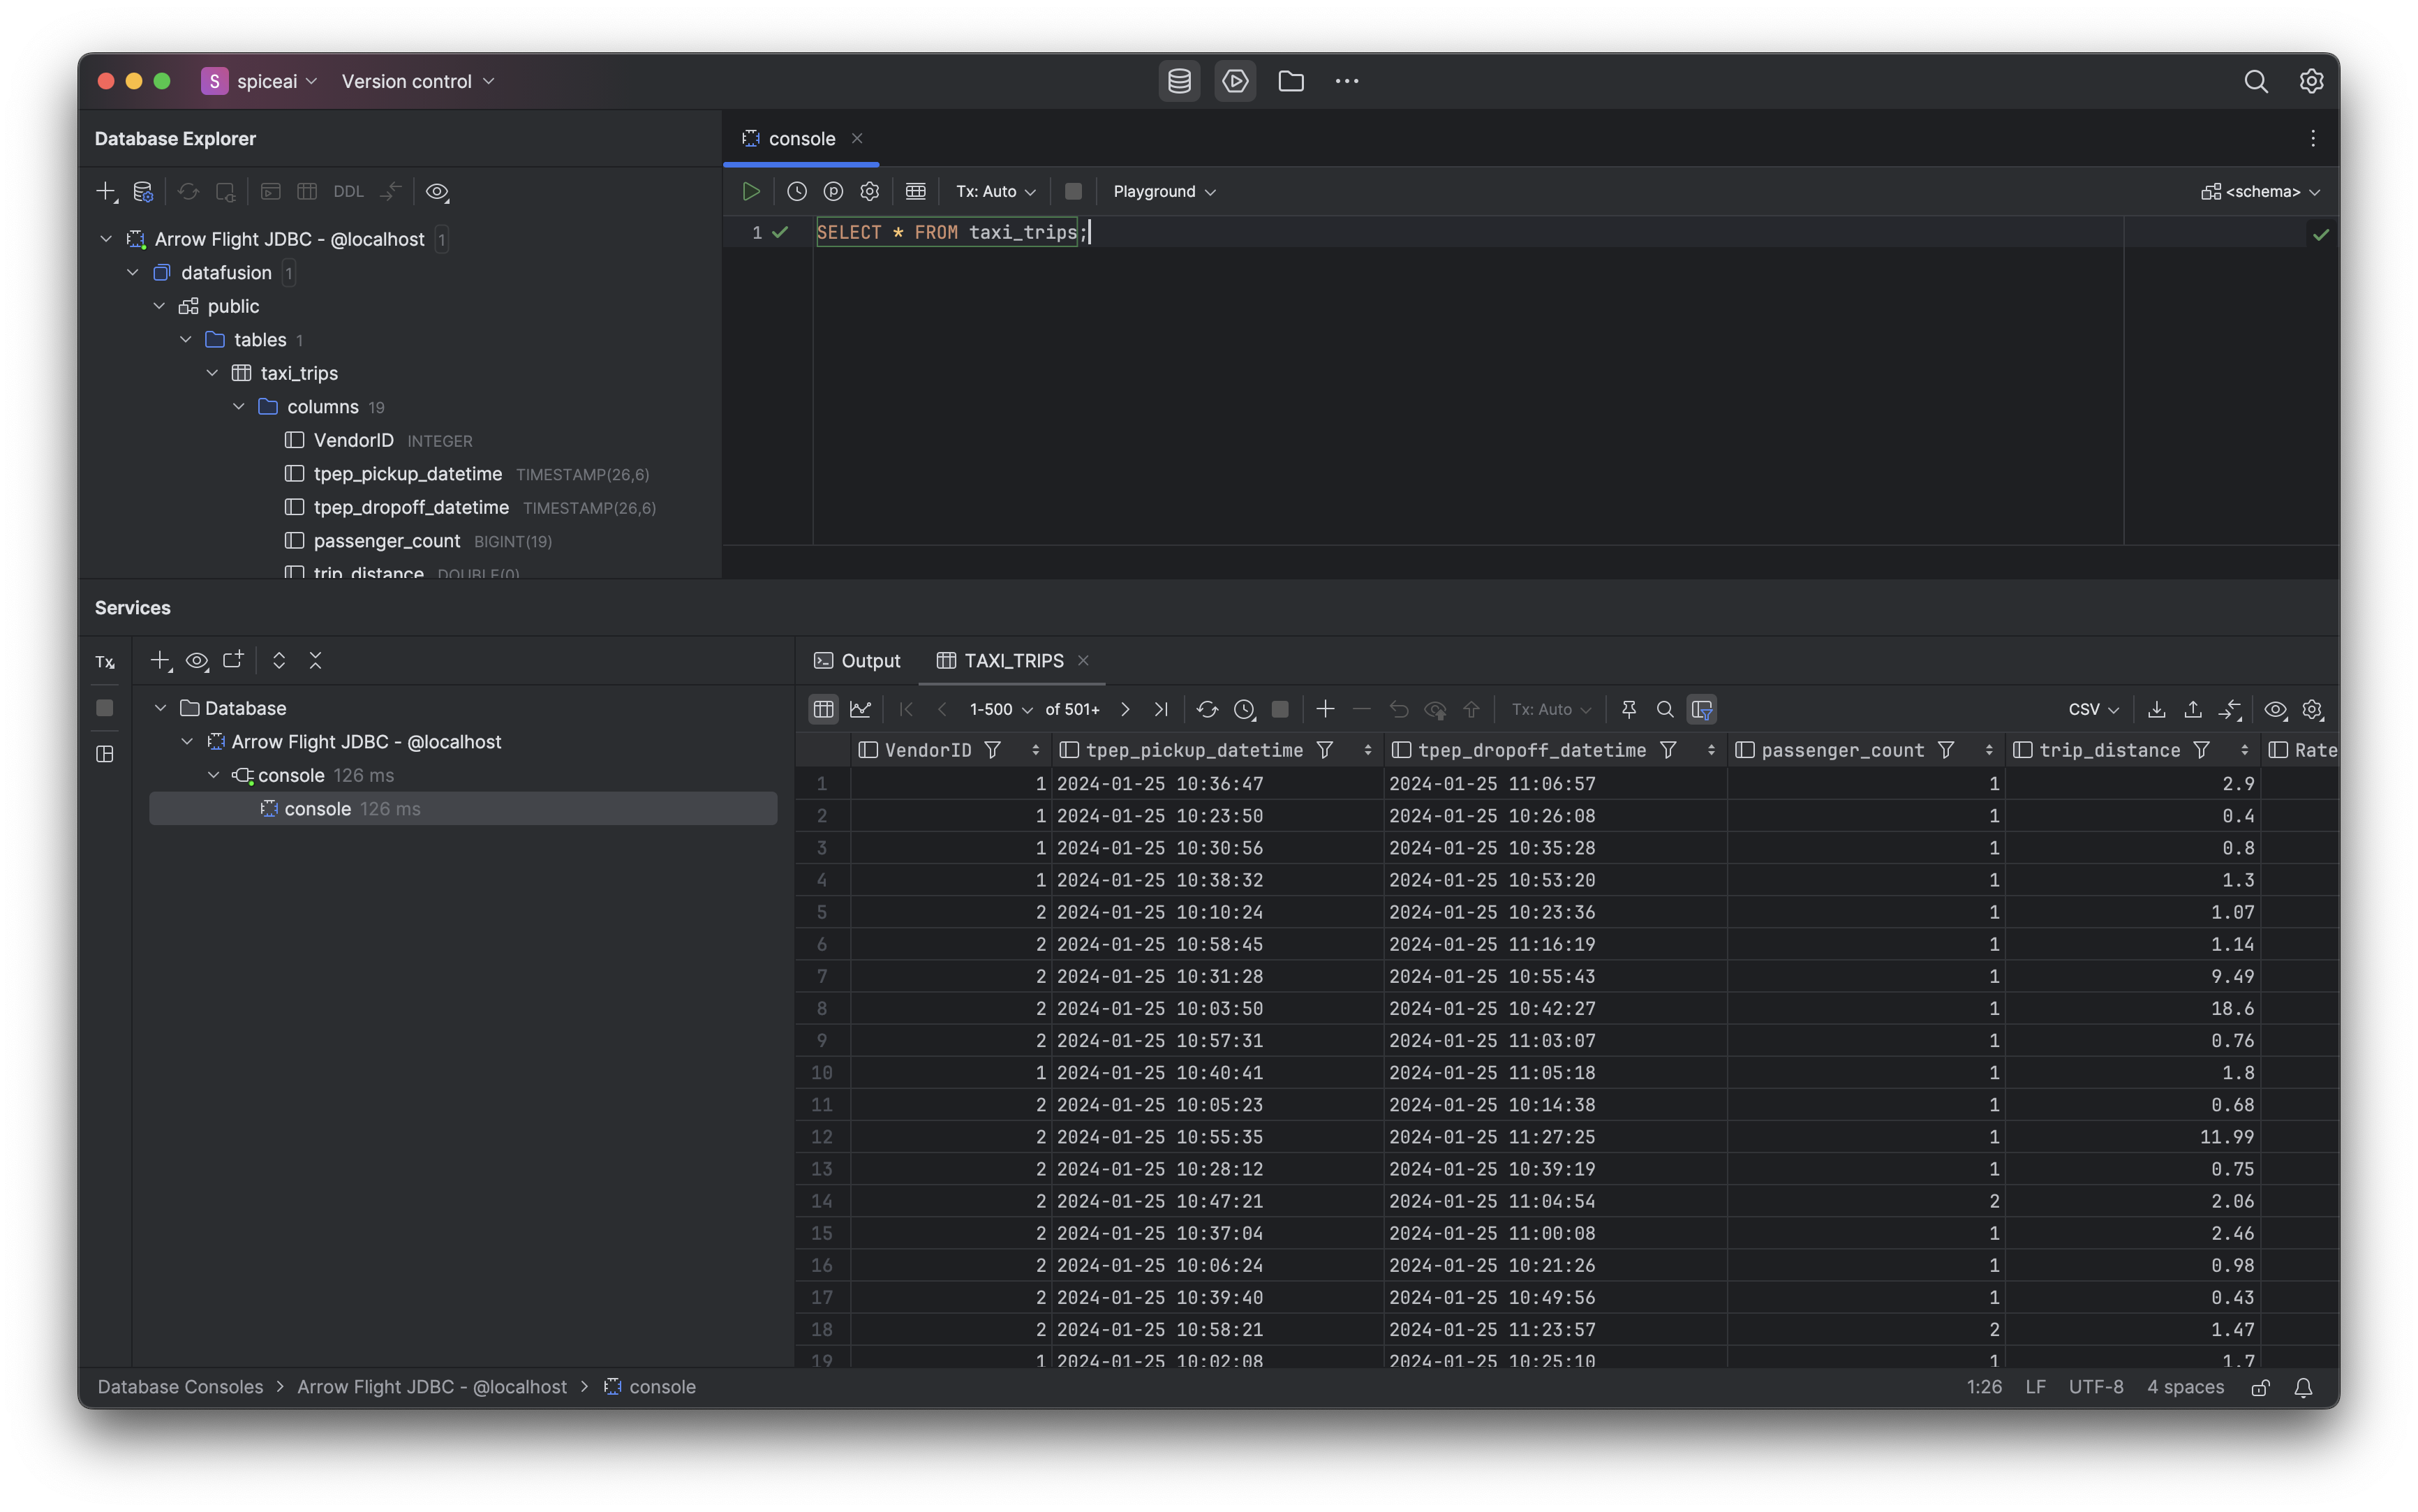 S spiceai Version control
Database Explorer
console
DDL
Tx: Auto Playground <schema>
Arrow Flight JDBC - @localhost 1
datafusion 1
public
tables 1
taxi_trips
columns 19
VendorID INTEGER
tpep_pickup_datetime TIMESTAMP(26,6)
tpep_dropoff_datetime TIMESTAMP(26,6)
passenger_count BIGINT(19)
trip_distance DOUBLE(0)
1 SELECT * FROM taxi_trips;
Services
Tx
Database
Arrow Flight JDBC - @localhost
console 126 ms
console 126 ms
Output TAXI_TRIPS
1-500 of 501+ Tx: Auto CSV
VendorID tpep_pickup_datetime tpep_dropoff_datetime passenger_count trip_distance Rate
1 1 2024-01-25 10:36:47 2024-01-25 11:06:57 1 2.9
2 1 2024-01-25 10:23:50 2024-01-25 10:26:08 1 0.4
3 1 2024-01-25 10:30:56 2024-01-25 10:35:28 1 0.8
4 1 2024-01-25 10:38:32 2024-01-25 10:53:20 1 1.3
5 2 2024-01-25 10:10:24 2024-01-25 10:23:36 1 1.07
6 2 2024-01-25 10:58:45 2024-01-25 11:16:19 1 1.14
7 2 2024-01-25 10:31:28 2024-01-25 10:55:43 1 9.49
8 2 2024-01-25 10:03:50 2024-01-25 10:42:27 1 18.6
9 2 2024-01-25 10:57:31 2024-01-25 11:03:07 1 0.76
10 1 2024-01-25 10:40:41 2024-01-25 11:05:18 1 1.8
11 2 2024-01-25 10:05:23 2024-01-25 10:14:38 1 0.68
12 2 2024-01-25 10:55:35 2024-01-25 11:27:25 1 11.99
13 2 2024-01-25 10:28:12 2024-01-25 10:39:19 1 0.75
14 2 2024-01-25 10:47:21 2024-01-25 11:04:54 2 2.06
15 2 2024-01-25 10:37:04 2024-01-25 11:00:08 1 2.46
16 2 2024-01-25 10:06:24 2024-01-25 10:21:26 1 0.98
17 2 2024-01-25 10:39:40 2024-01-25 10:49:56 1 0.43
18 2 2024-01-25 10:58:21 2024-01-25 11:23:57 2 1.47
19 1 2024-01-25 10:02:08 2024-01-25 10:25:10 1 1.7
Database Consoles > Arrow Flight JDBC - @localhost > console 1:26 LF UTF-8 4 spaces